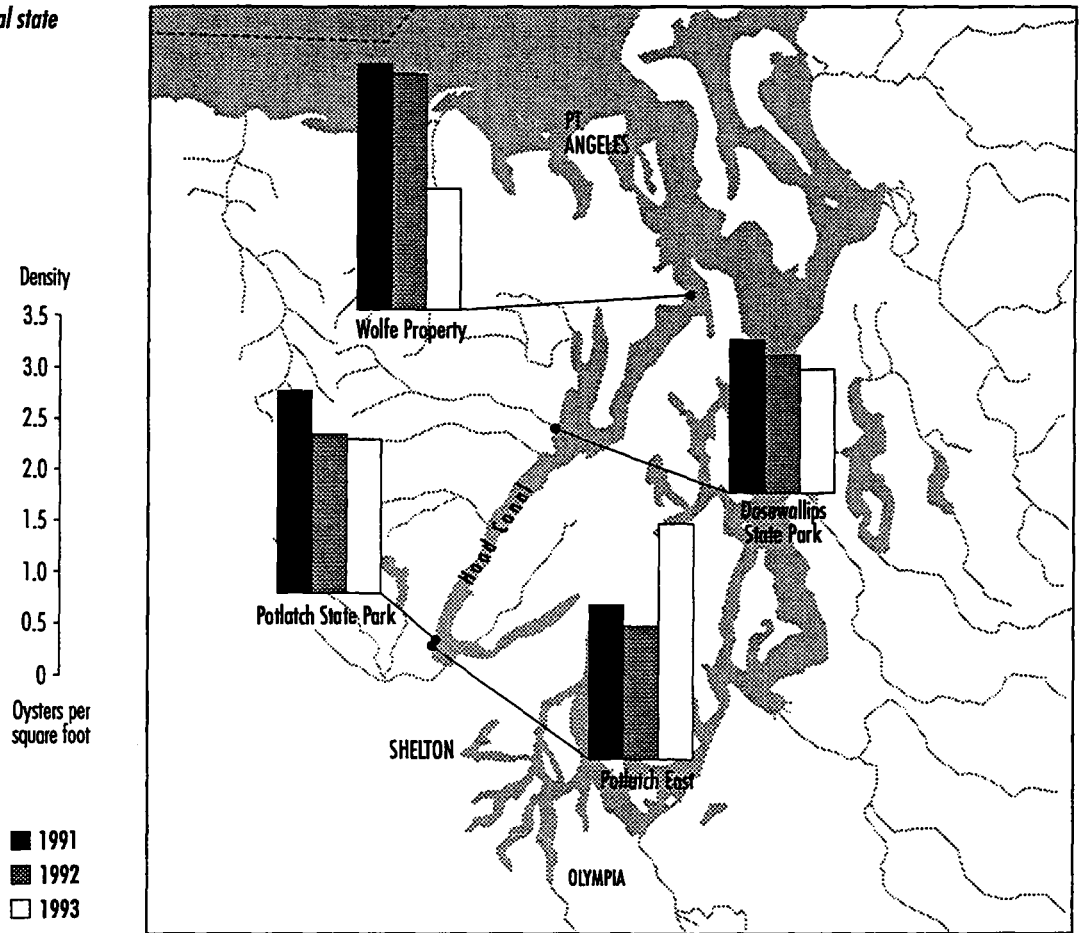 al state
PT.
ANGELES
Density
3.5
3.0
2.5
2.0
1.5
1.0
0.5
0
Oysters per
square foot
Wolfe Property
Dosewallips
State Park
Hood Canal
Potlatch State Park
SHELTON
Potlatch East
OLYMPIA
1991
1992
1993